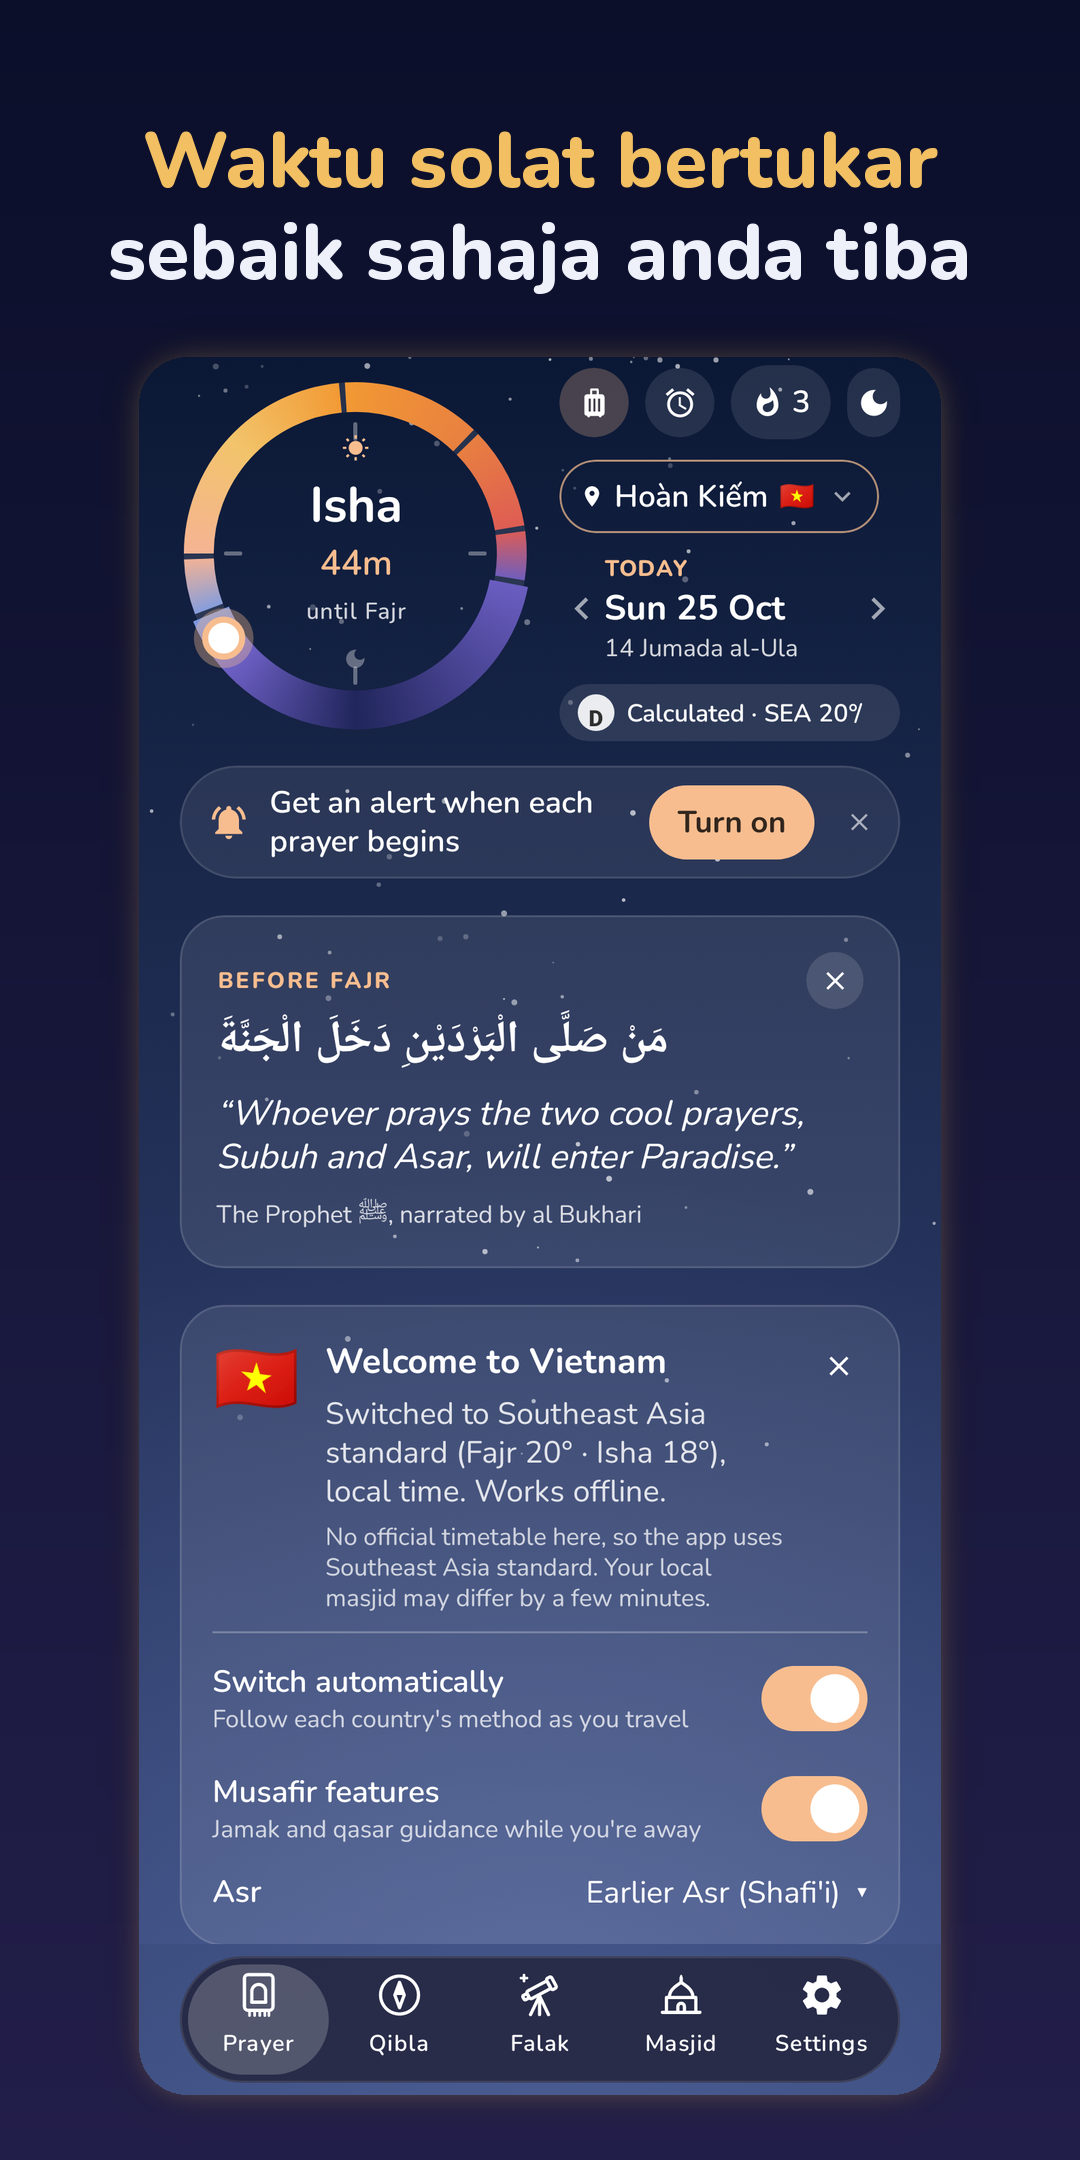 Waktu solat bertukar
sebaik sahaja anda tiba
Isha
44m
until Fajr
3
Hoàn Kiếm
TODAY
Sun 25 Oct
14 Jumada al-Ula
D Calculated · SEA 20°/
Get an alert when each
prayer begins
Turn on
BEFORE FAJR
مَنْ صَلَّى الْبَرْدَيْنِ دَخَلَ الْجَنَّةَ
“Whoever prays the two cool prayers,
Subuh and Asar, will enter Paradise.”
The Prophet ﷺ, narrated by al Bukhari
Welcome to Vietnam
Switched to Southeast Asia
standard (Fajr 20° · Isha 18°),
local time. Works offline.
No official timetable here, so the app uses
Southeast Asia standard. Your local
masjid may differ by a few minutes.
Switch automatically
Follow each country's method as you travel
Musafir features
Jamak and qasar guidance while you're away
Asr
Earlier Asr (Shafi'i)
Prayer
Qibla
Falak
Masjid
Settings